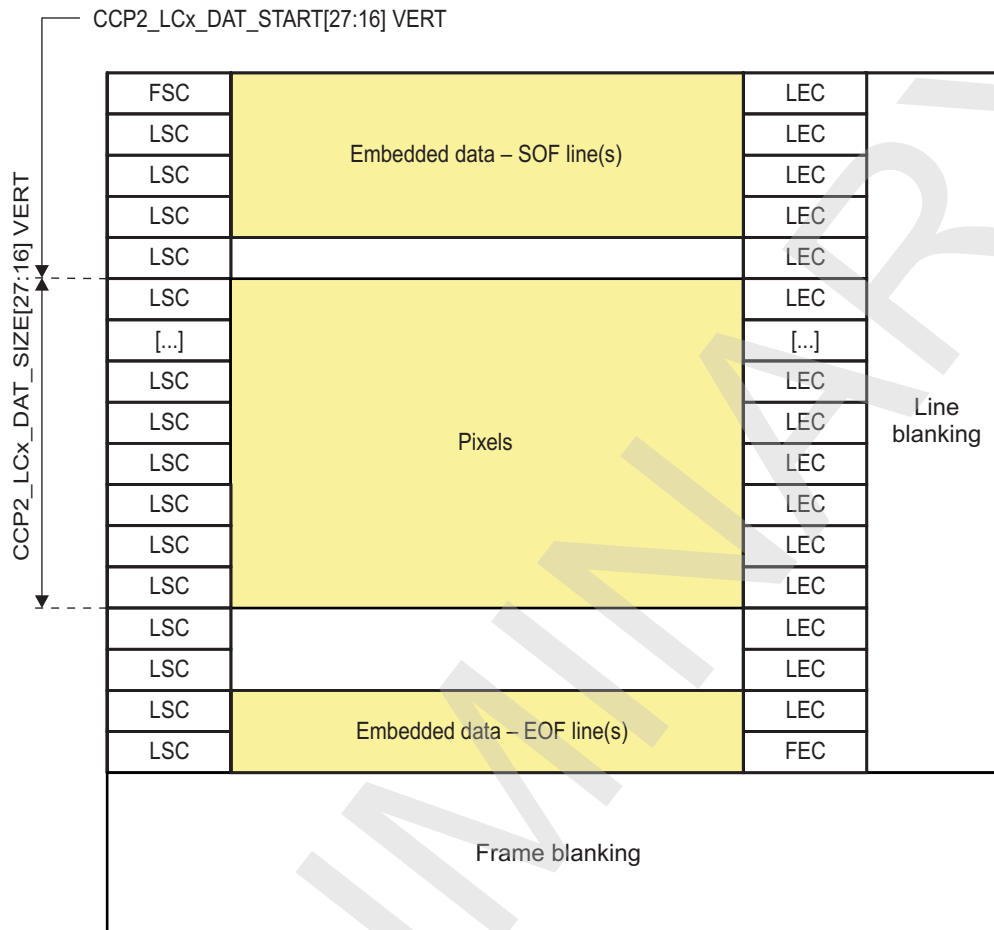 CCP2_LCx_DAT_START[27:16] VERT
FSC LEC
LSC LEC
Embedded data – SOF line(s)
LSC LEC
LSC LEC
LSC LEC
CCP2_LCx_DAT_SIZE[27:16] VERT
LSC LEC
[...] [...]
LSC LEC
LSC LEC
Line
blanking
Pixels
LSC LEC
LSC LEC
LSC LEC
LSC LEC
LSC LEC
LSC LEC
LSC LEC
Embedded data – EOF line(s)
LSC FEC
Frame blanking